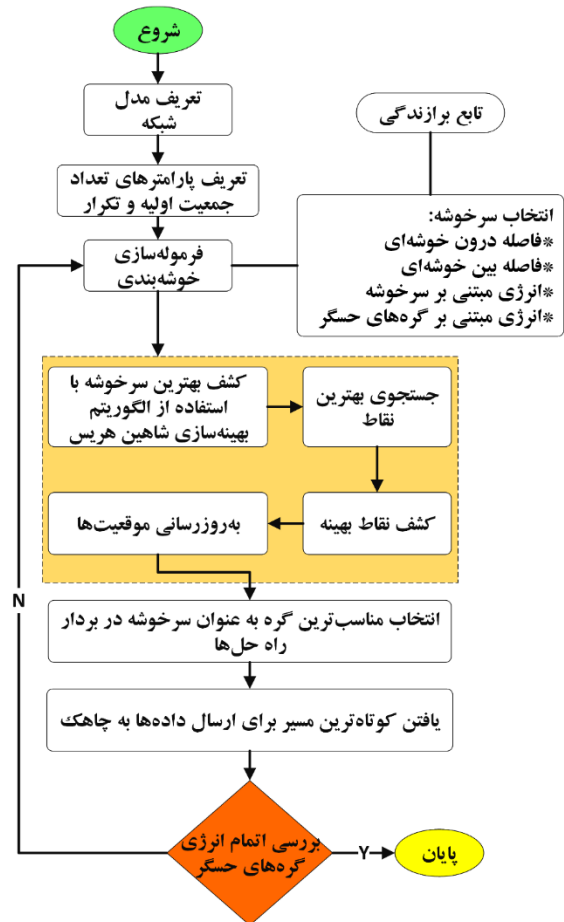 شروع
تعریف مدل
شبکه
تعریف پارامترهای تعداد
جمعیت اولیه و تکرار
فرموله‌سازی
خوشه‌بندی
تابع برازندگی
انتخاب سرخوشه:
*فاصله درون خوشه‌ای
*فاصله بین خوشه‌ای
*انرژی مبتنی بر سرخوشه
*انرژی مبتنی بر گره‌های حسگر
کشف بهترین سرخوشه با
استفاده از الگوریتم
بهینه‌سازی شاهین هریس
جستجوی بهترین
نقاط
کشف نقاط بهینه
به‌روزرسانی موقعیت‌ها
انتخاب مناسب‌ترین گره به عنوان سرخوشه در بردار
راه حل‌ها
یافتن کوتاه‌ترین مسیر برای ارسال داده‌ها به چاهک
بررسی اتمام انرژی
گره‌های حسگر
N
Y
پایان